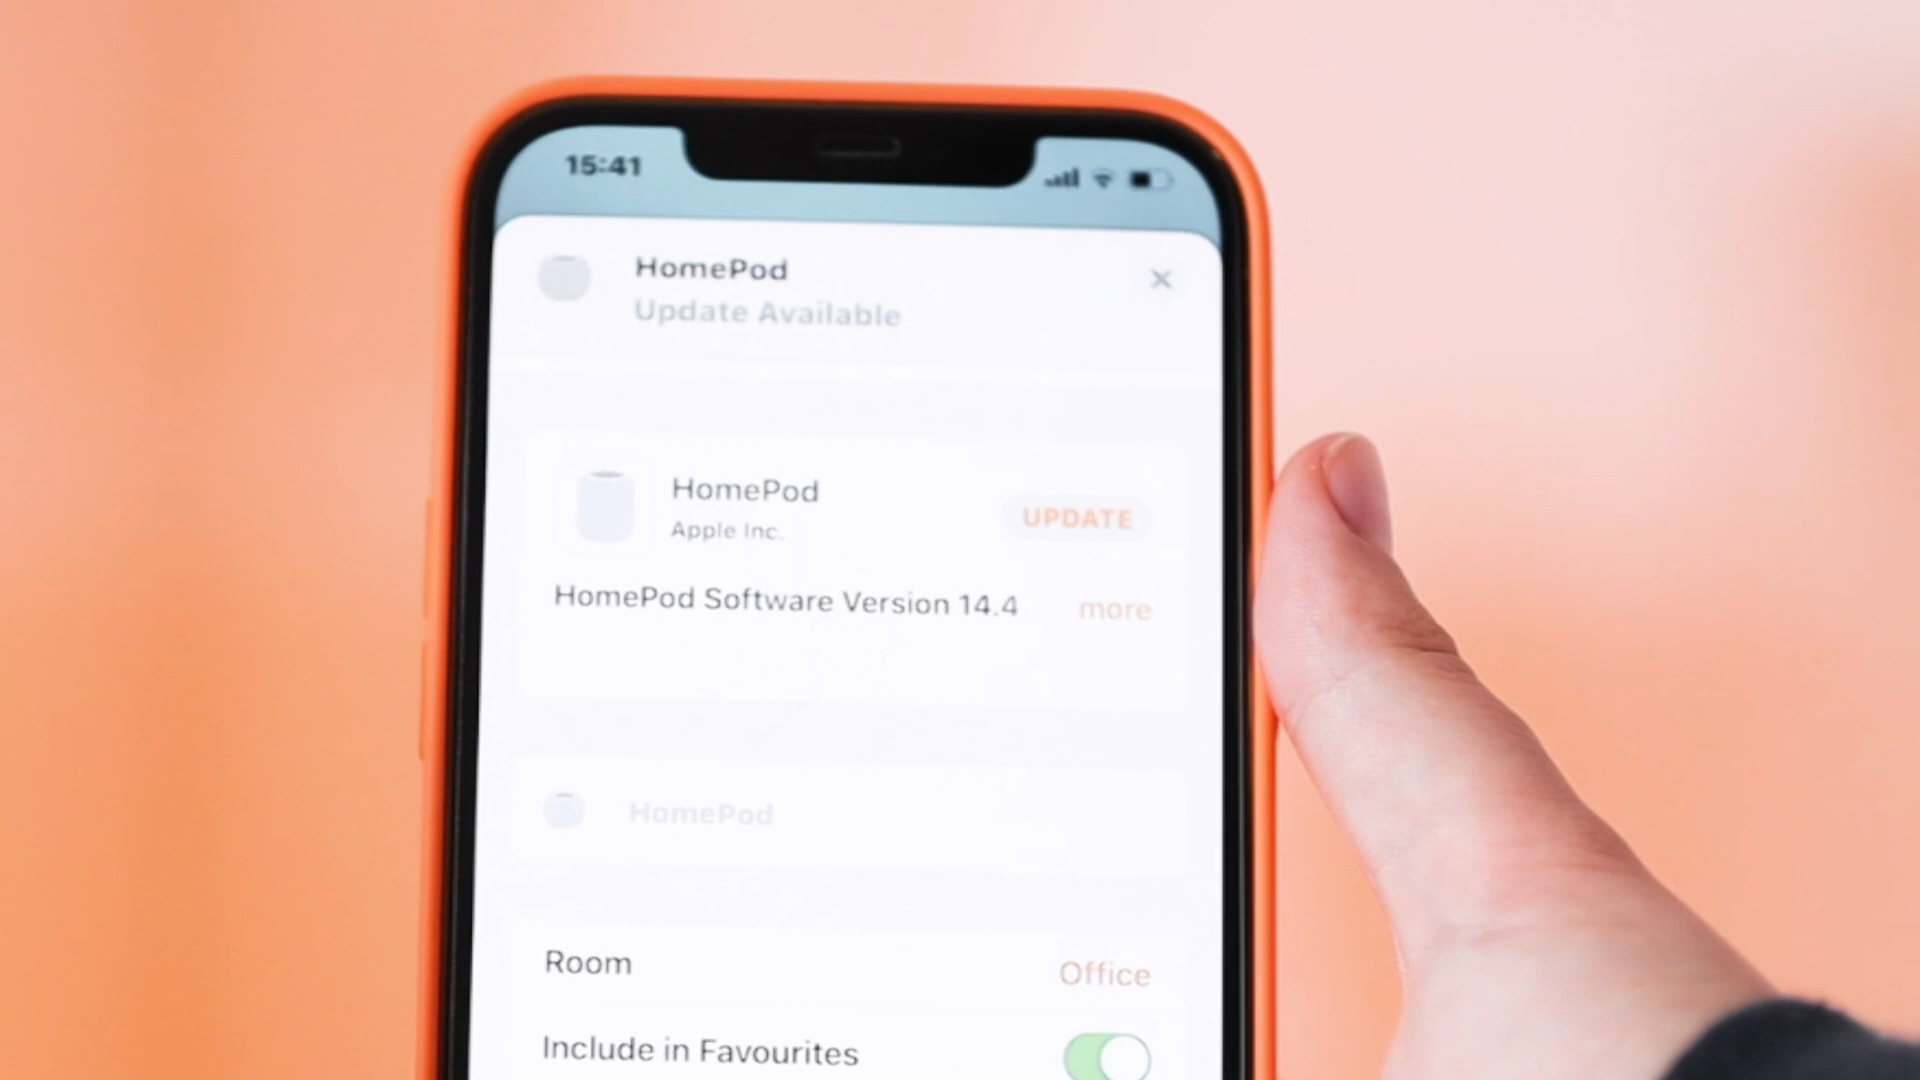 15:41
HomePod
Update Available
HomePod
Apple Inc.
UPDATE
HomePod Software Version 14.4
more
HomePod
Room
Office
Include in Favourites